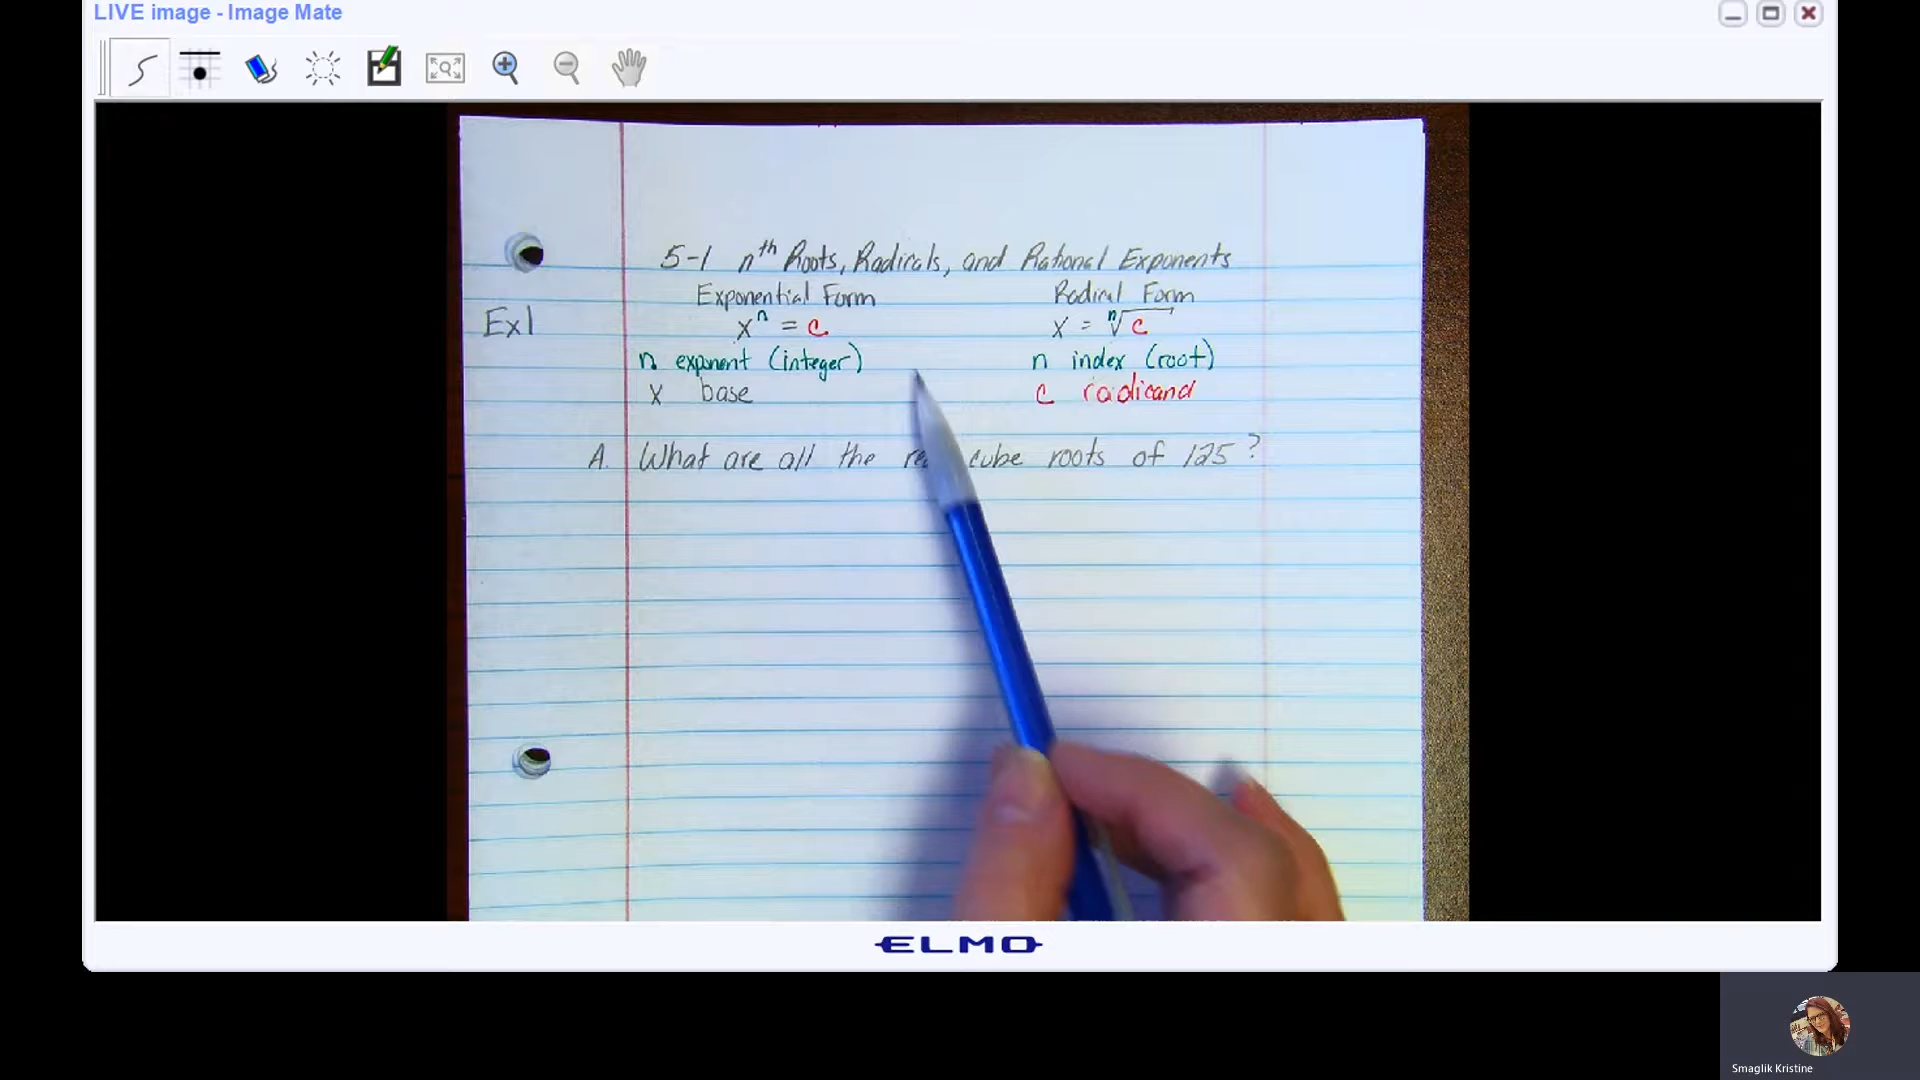 LIVE image - Image Mate
5-1 nth Roots, Radicals, and Rational Exponents
Exponential Form Radical Form
Ex1 xⁿ = c x = ⁿ√c
n exponent (integer) n index (root)
x base c radicand
A. What are all the cube roots of 125?
ELMO
Smaglik Kristine